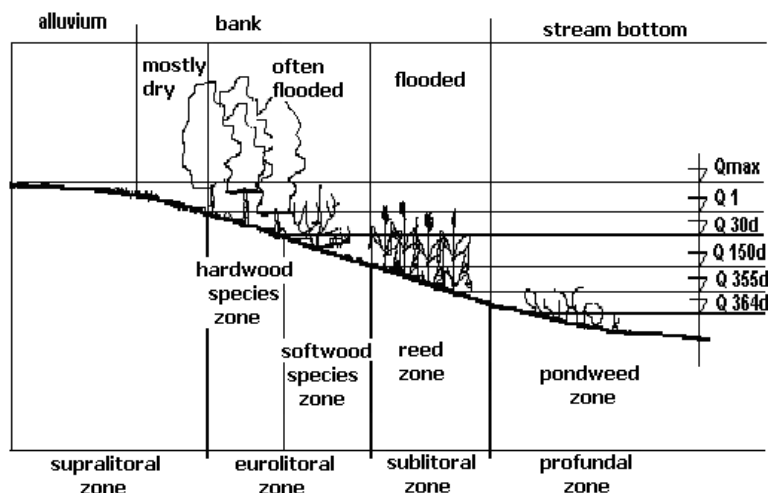 alluvium
bank
stream bottom
mostly
dry
often
flooded
flooded
Qmax
Q 1
Q 30d
Q 150d
Q 355d
Q 364d
hardwood
species
zone
softwood
species
zone
reed
zone
pondweed
zone
supralitoral
zone
eurolitoral
zone
sublitoral
zone
profundal
zone